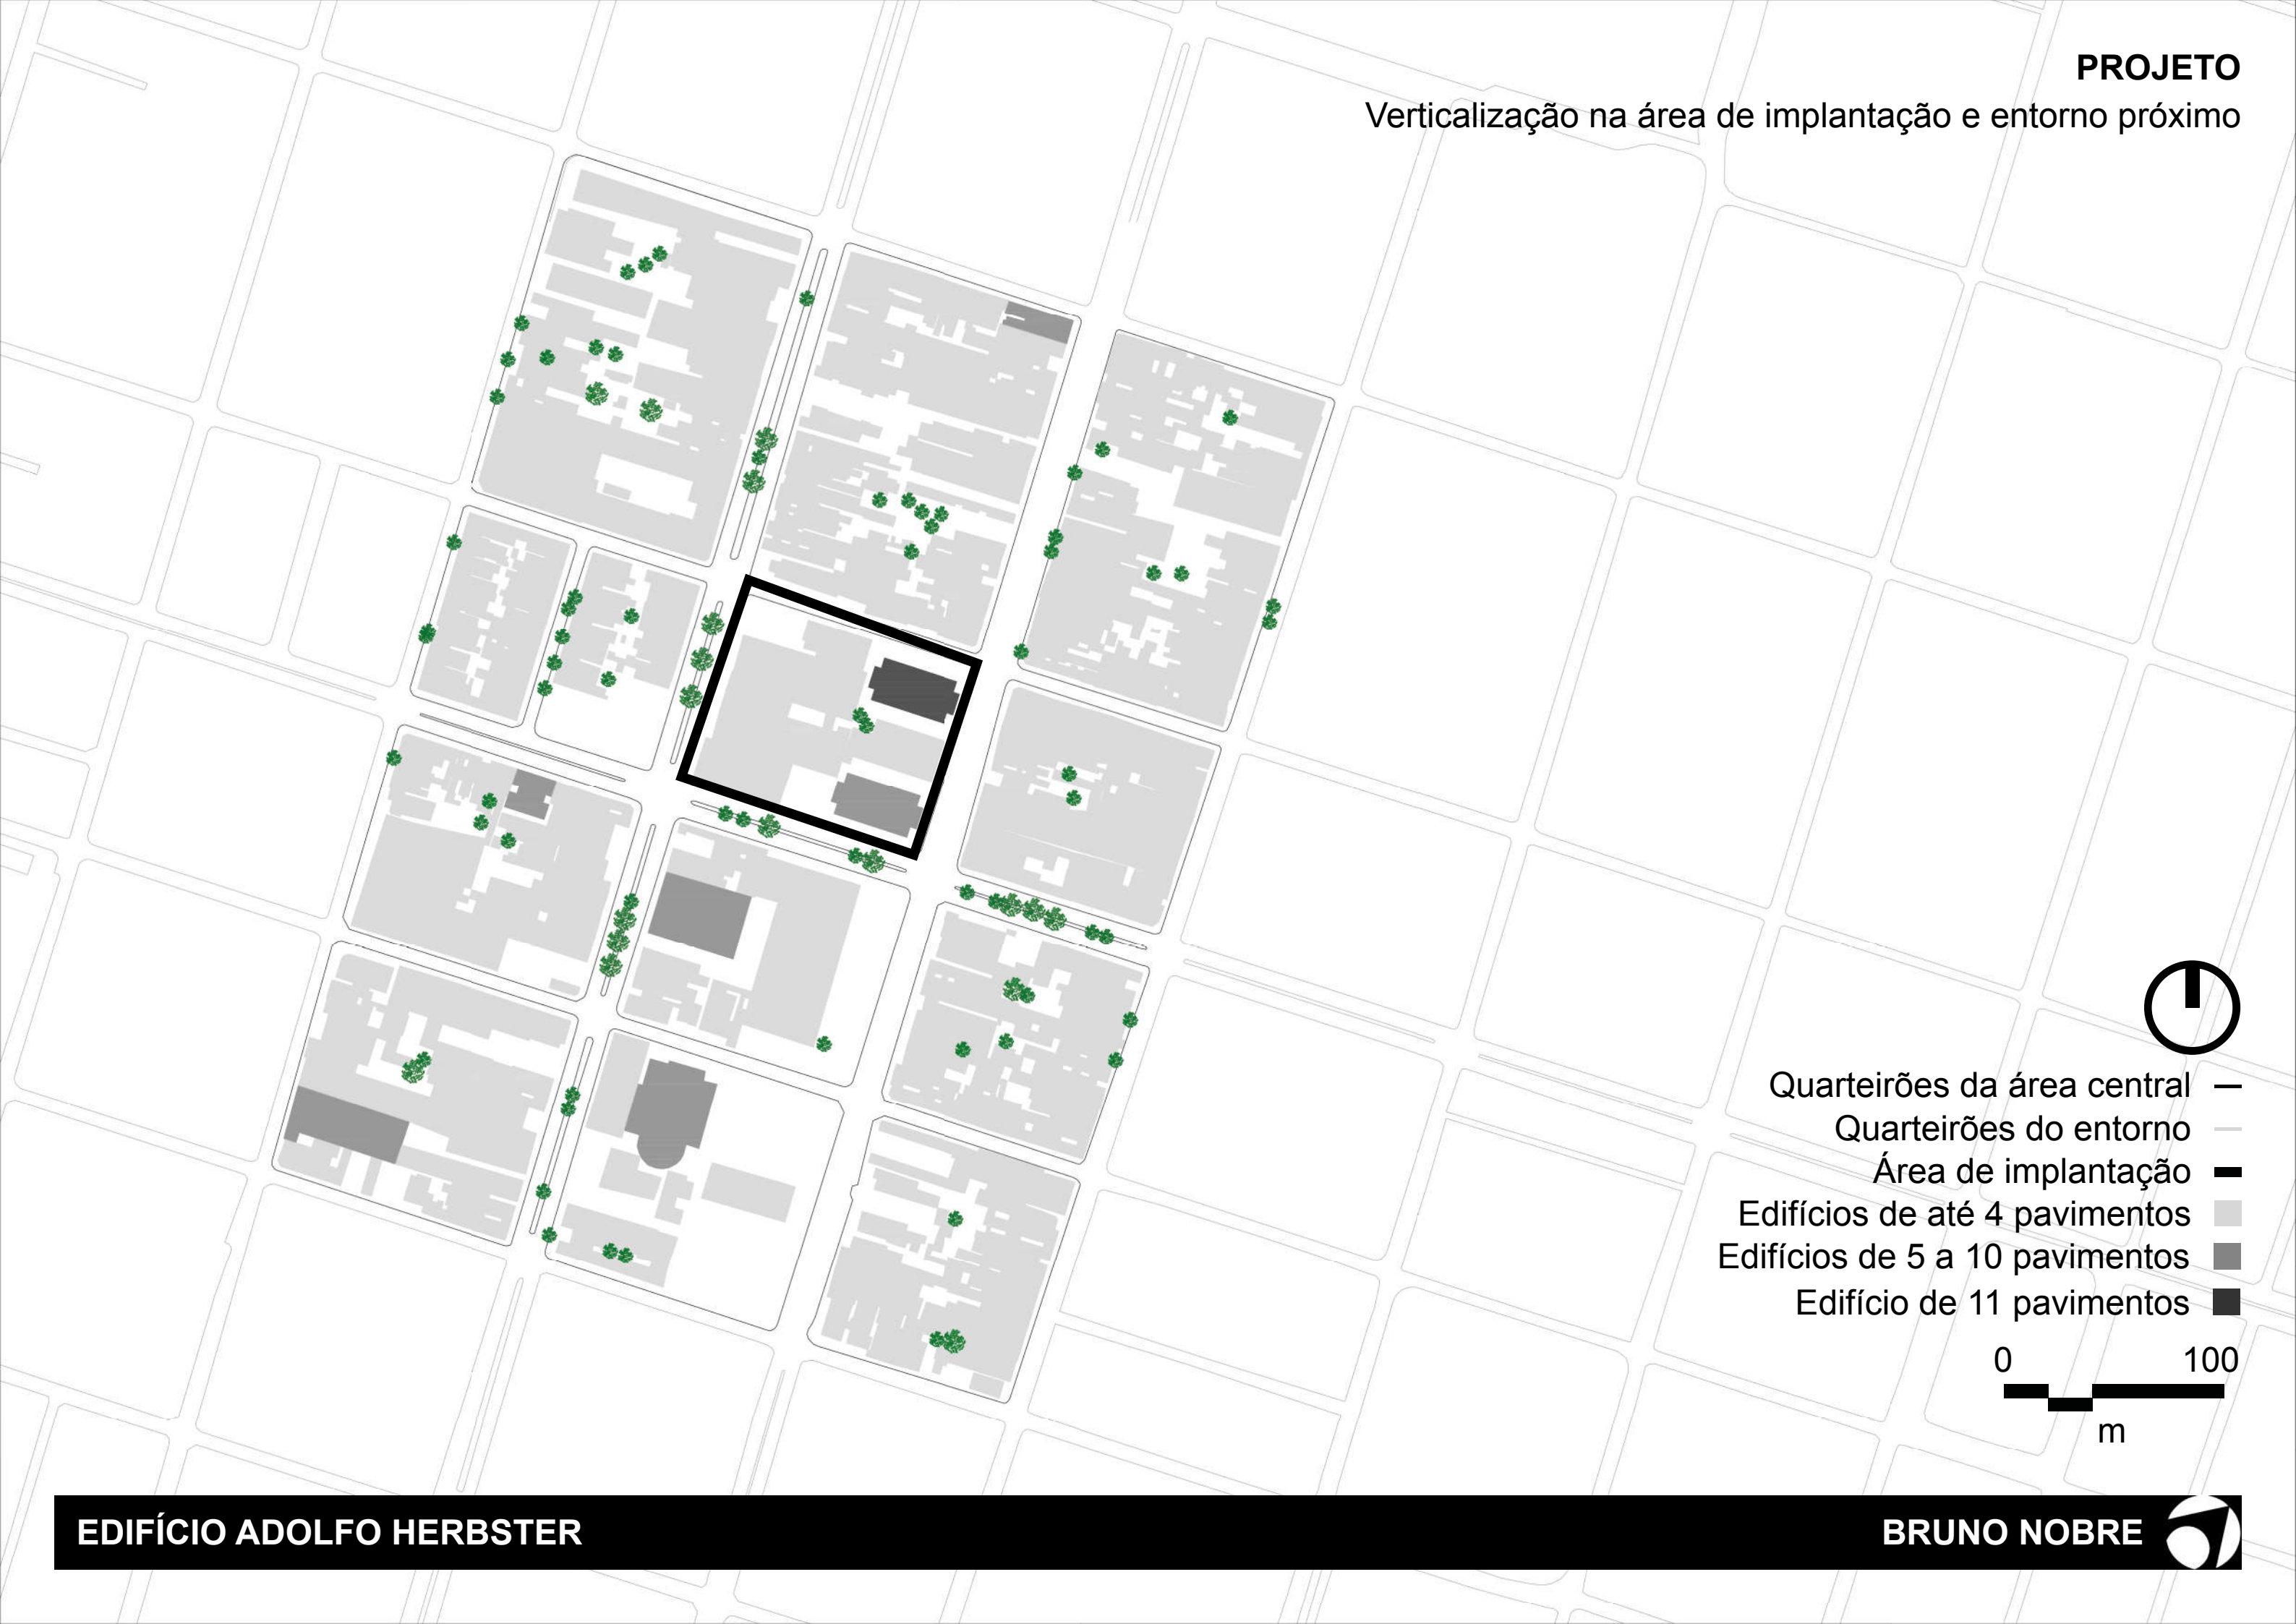 PROJETO
Verticalização na área de implantação e entorno próximo
Quarteirões da área central
Quarteirões do entorno
Área de implantação
Edifícios de até 4 pavimentos
Edifícios de 5 a 10 pavimentos
Edifício de 11 pavimentos
0 100
m
EDIFÍCIO ADOLFO HERBSTER BRUNO NOBRE